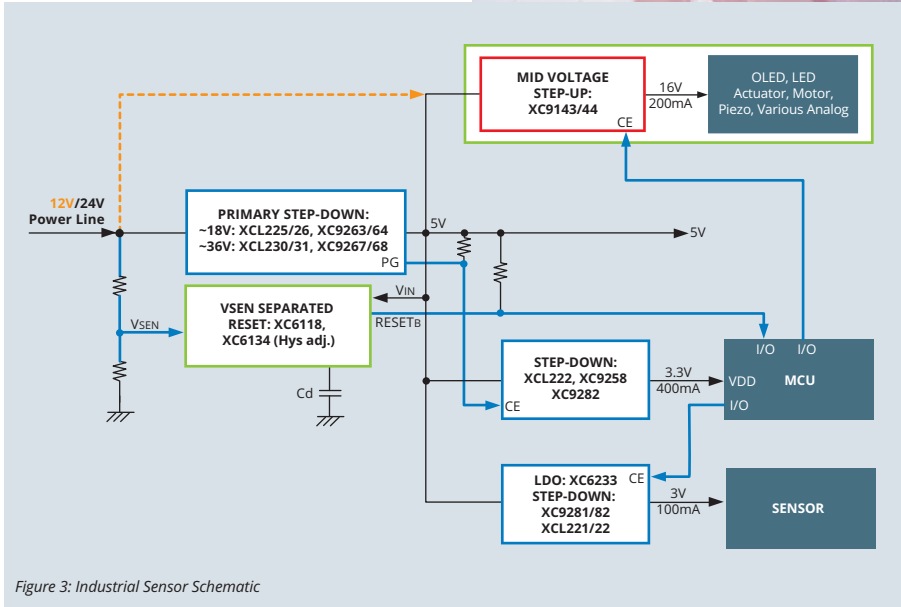 MID VOLTAGE
STEP-UP:
XC9143/44
CE
16V
200mA
OLED, LED
Actuator, Motor,
Piezo, Various Analog
12V/24V
Power Line
PRIMARY STEP-DOWN:
~18V: XCL225/26, XC9263/64
~36V: XCL230/31, XC9267/68
PG
5V
5V
VIN
VSEN
VSEN SEPARATED
RESET: XC6118,
XC6134 (Hys adj.)
RESETB
Cd
STEP-DOWN:
XCL222, XC9258
XC9282
CE
3.3V
400mA
I/O
I/O
VDD
MCU
I/O
LDO: XC6233
STEP-DOWN:
XC9281/82
XCL221/22
CE
3V
100mA
SENSOR
Figure 3: Industrial Sensor Schematic